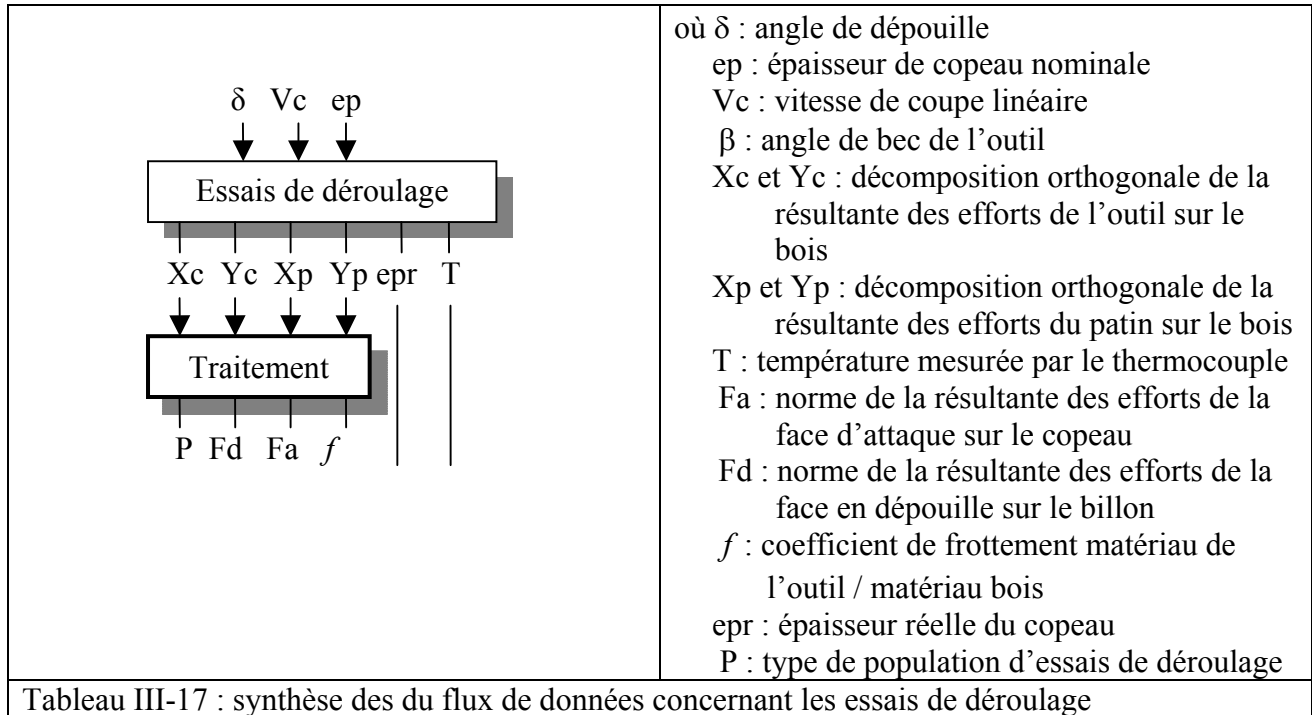 δ Vc ep
Essais de déroulage
Xc Yc Xp Yp epr T
Traitement
P Fd Fa f
où δ : angle de dépouille
ep : épaisseur de copeau nominale
Vc : vitesse de coupe linéaire
β : angle de bec de l’outil
Xc et Yc : décomposition orthogonale de la
résultante des efforts de l’outil sur le
bois
Xp et Yp : décomposition orthogonale de la
résultante des efforts du patin sur le bois
T : température mesurée par le thermocouple
Fa : norme de la résultante des efforts de la
face d’attaque sur le copeau
Fd : norme de la résultante des efforts de la
face en dépouille sur le billon
f : coefficient de frottement matériau de
l’outil / matériau bois
epr : épaisseur réelle du copeau
P : type de population d’essais de déroulage
Tableau III-17 : synthèse des du flux de données concernant les essais de déroulage